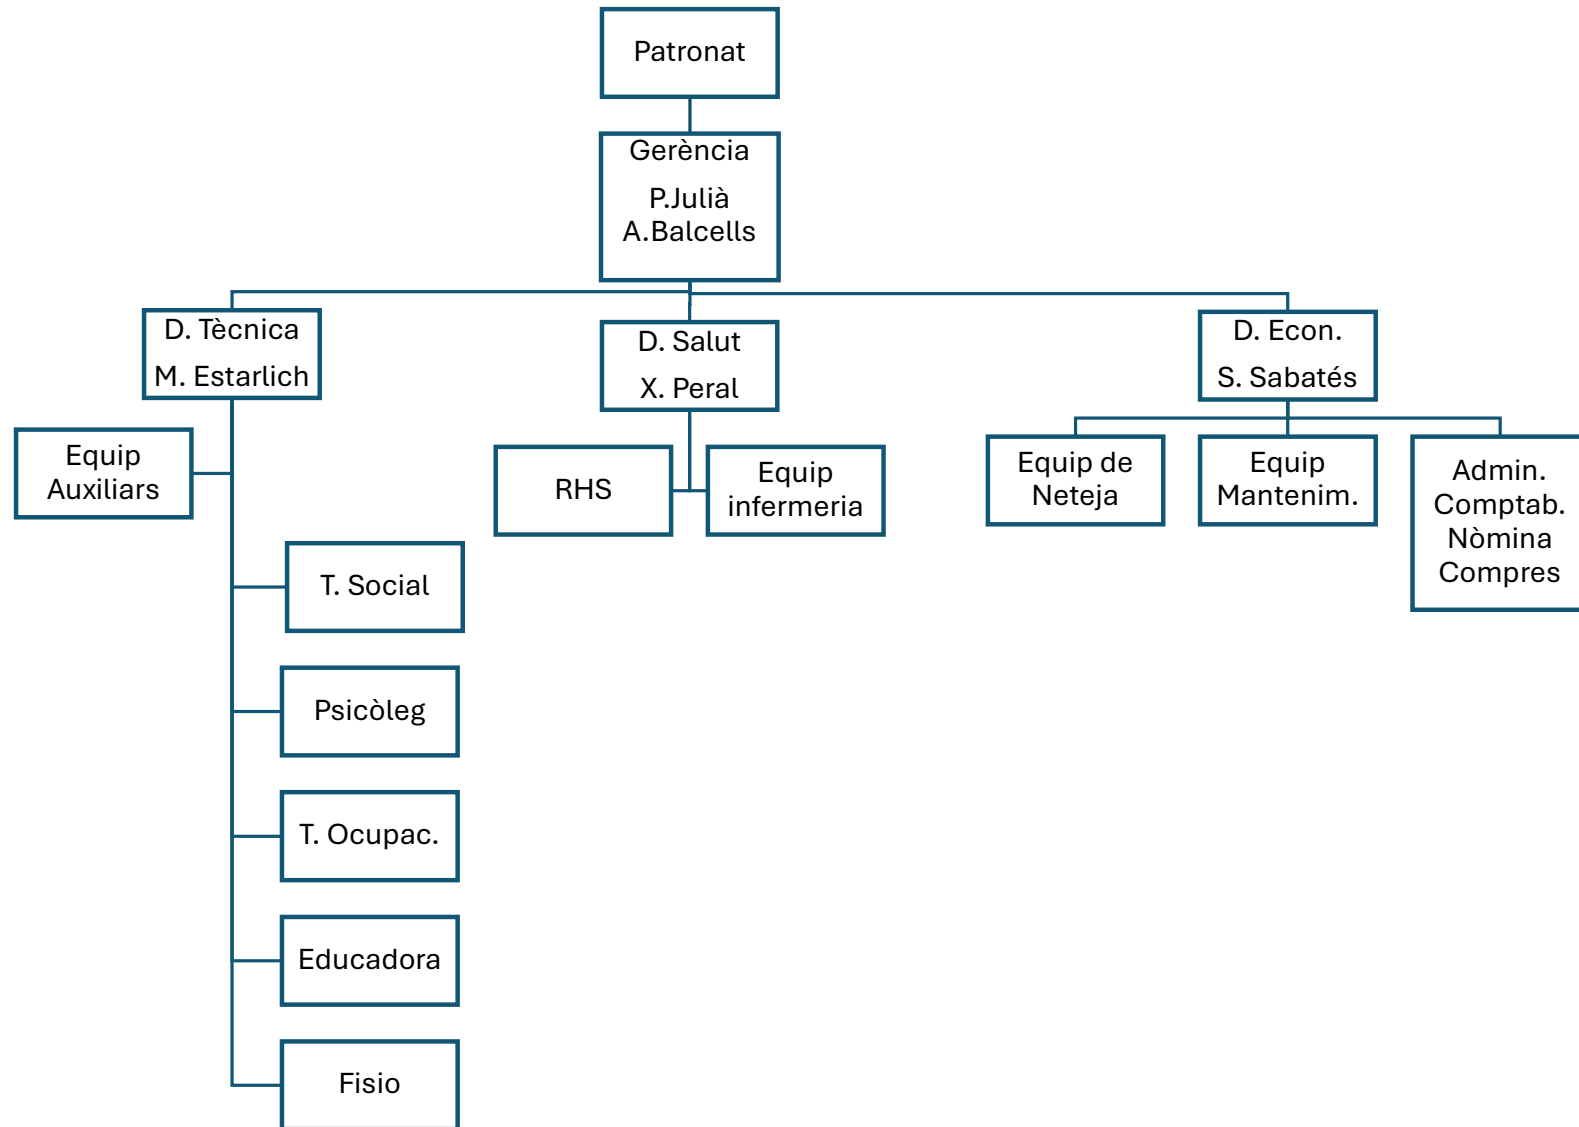 Patronat
Gerència
P.Julià
A.Balcells
D. Tècnica
M. Estarlich
D. Salut
X. Peral
D. Econ.
S. Sabatés
Equip
Auxiliars
RHS
Equip
infermeria
Equip de
Neteja
Equip
Mantenim.
Admin.
Comptab.
Nòmina
Compres
T. Social
Psicòleg
T. Ocupac.
Educadora
Fisio